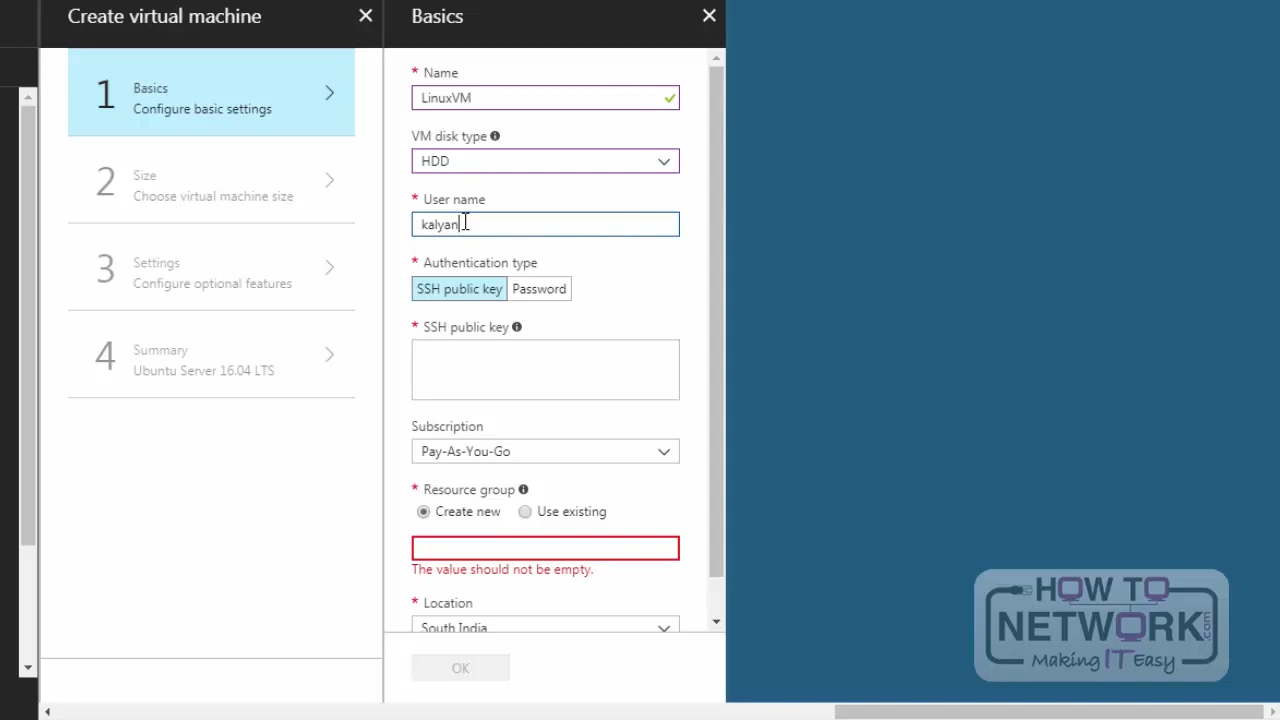 Create virtual machine
1
Basics
Configure basic settings
2
Size
Choose virtual machine size
3
Settings
Configure optional features
4
Summary
Ubuntu Server 16.04 LTS
Basics
* Name
LinuxVM
VM disk type
HDD
* User name
kalyan
* Authentication type
SSH public key Password
* SSH public key
Subscription
Pay-As-You-Go
* Resource group
Create new Use existing
The value should not be empty.
* Location
South India
OK
HOW TO
NETWORK.com
Making IT Easy